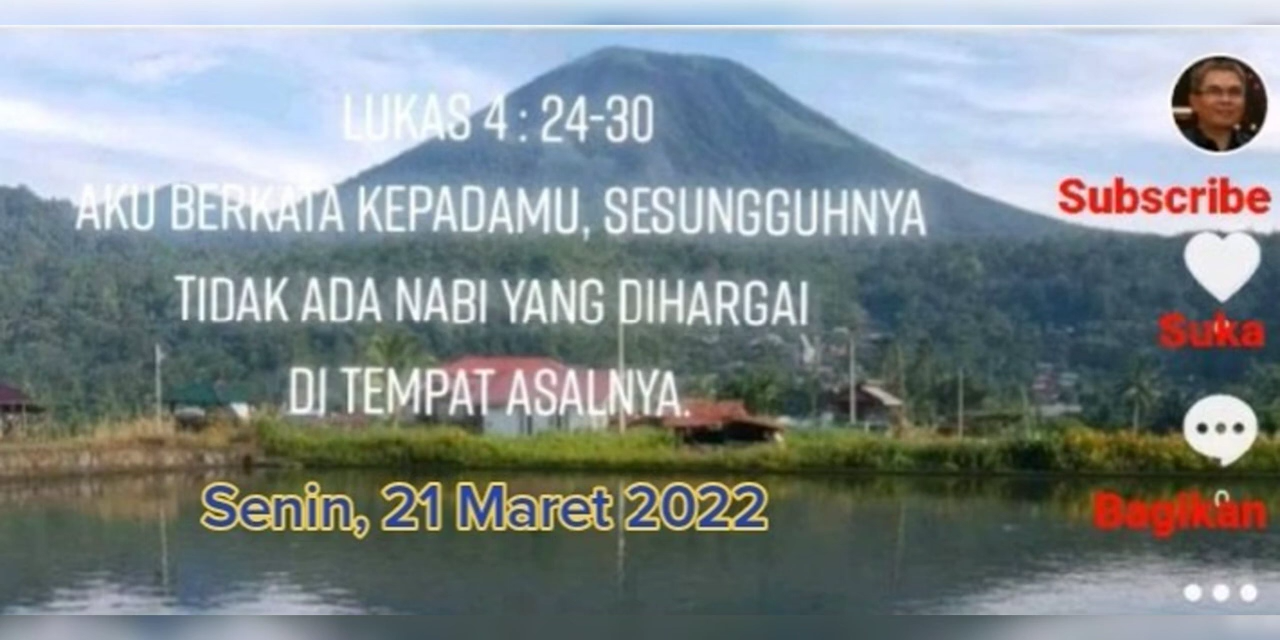 LUKAS 4 : 24-30
AKU BERKATA KEPADAMU, SESUNGGUHNYA
TIDAK ADA NABI YANG DIHARGAI
DI TEMPAT ASALNYA.
Senin, 21 Maret 2022
Subscribe
Suka
Bagikan